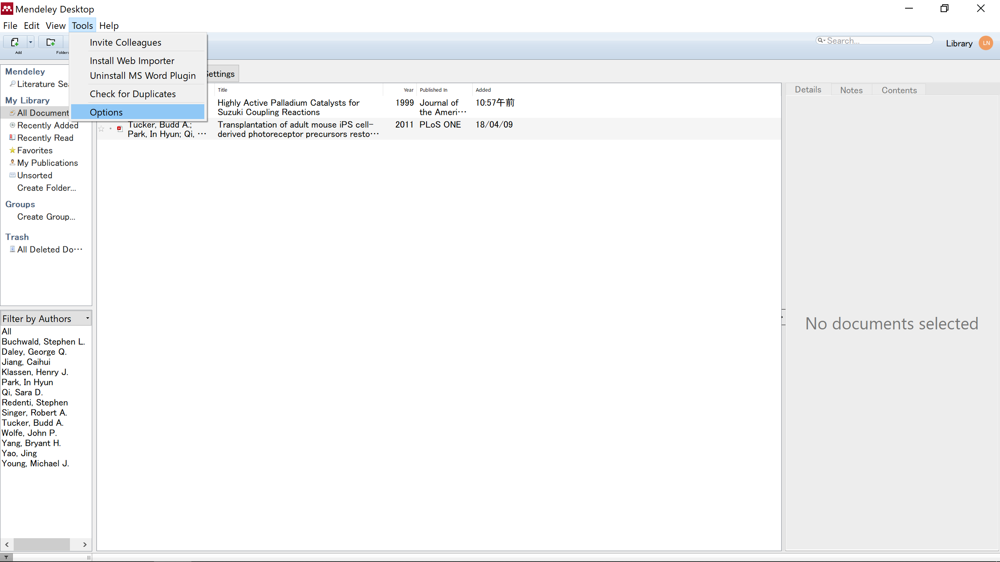 Mendeley Desktop
File Edit View Tools Help
Add
Folders
Search...
Library LN
Invite Colleagues
Install Web Importer
Uninstall MS Word Plugin
Check for Duplicates
Options
Mendeley
My Library
Recently Added
Recently Read
Favorites
My Publications
Unsorted
Create Folder...
Groups
Create Group...
Trash
All Deleted Do…
Filter by Authors
All
Buchwald, Stephen L.
Daley, George Q.
Jiang, Caihui
Klassen, Henry J.
Park, In Hyun
Qi, Sara D.
Redenti, Stephen
Singer, Robert A.
Tucker, Budd A.
Wolfe, John P.
Yang, Bryant H.
Yao, Jing
Young, Michael J.
Title Year Published In Added
Highly Active Palladium Catalysts for 1999 Journal of 10:57午前
Suzuki Coupling Reactions the Ameri…
Tucker, Budd A.; Transplantation of adult mouse iPS cell- 2011 PLoS ONE 18/04/09
Park, In Hyun; Qi, … derived photoreceptor precursors resto…
Details Notes Contents
No documents selected